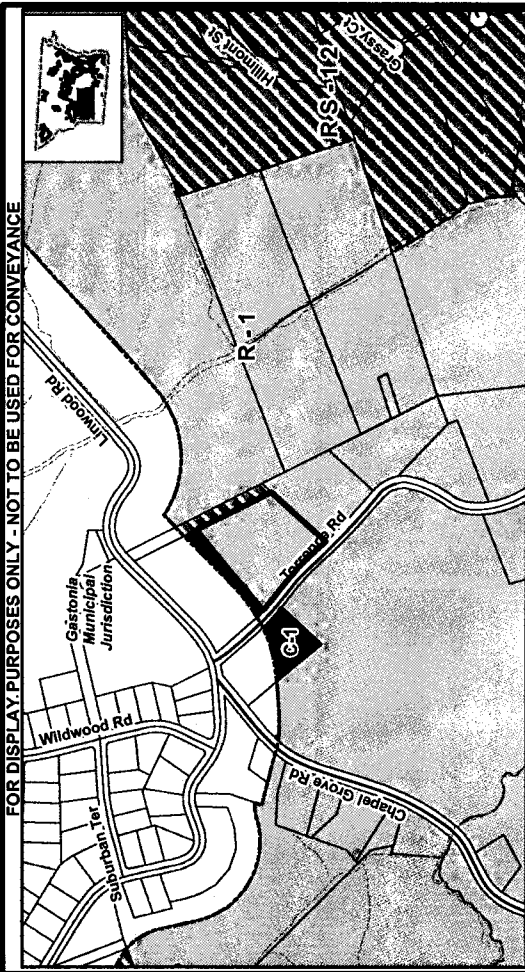 FOR DISPLAY PURPOSES ONLY - NOT TO BE USED FOR CONVEYANCE
Hillmont St
RS-12
Grassy Ct
Linwood Rd
R-1
Gastonia
Municipal
Jurisdiction
Torrence Rd
C-1
Wildwood Rd
Suburban Ter
Chapel Grove Rd